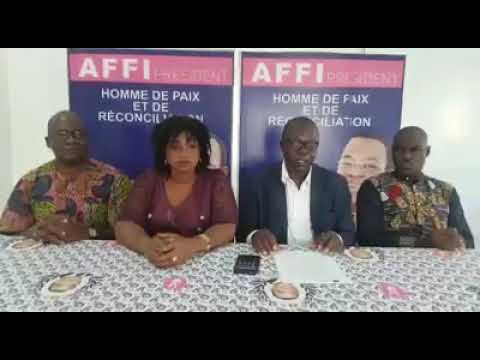 AFFI PRÉSIDENT
HOMME DE PAIX
ET DE
RÉCONCILIATION
AFFI PRÉSIDENT
HOMME DE PAIX
ET DE
RÉCONCILIATION